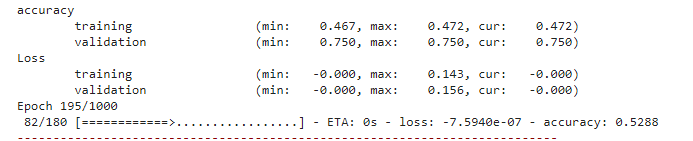 accuracy
training (min: 0.467, max: 0.472, cur: 0.472)
validation (min: 0.750, max: 0.750, cur: 0.750)
Loss
training (min: -0.000, max: 0.143, cur: -0.000)
validation (min: -0.000, max: 0.156, cur: -0.000)
Epoch 195/1000
82/180 [============>.................] - ETA: 0s - loss: -7.5940e-07 - accuracy: 0.5288
---------------------------------------------------------------------------